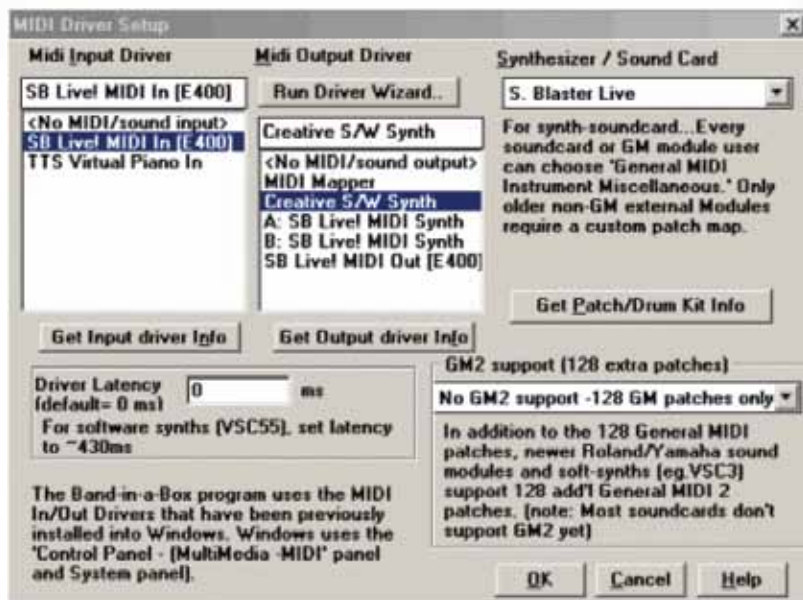 MIDI Driver Setup
Midi Input Driver
SB Live! MIDI In [E400]
<No MIDI/sound input>
SB Live! MIDI In (E400)
TTS Virtual Piano In
Get Input driver Info
Midi Output Driver
Run Driver Wizard..
Creative S/W Synth
<No MIDI/sound output>
MIDI Mapper
Creative S/W Synth
A: SB Live! MIDI Synth
B: SB Live! MIDI Synth
SB Live! MIDI Out [E400]
Get Output driver Info
Synthesizer / Sound Card
S. Blaster Live
For synth-soundcard...Every
soundcard or GM module user
can choose 'General MIDI
Instrument Miscellaneous.' Only
older non-GM external Modules
require a custom patch map.
Get Patch/Drum Kit Info
Driver Latency
(default= 0 ms)
0
ms
For software synths (VSC55), set latency
to ~430ms
The Band-in-a-Box program uses the MIDI
In/Out Drivers that have been previously
installed into Windows. Windows uses the
'Control Panel - (MultiMedia -MIDI' panel
and System panel).
GM2 support (128 extra patches)
No GM2 support -128 GM patches only
In addition to the 128 General MIDI
patches, newer Roland/Yamaha sound
modules and soft-synths (eg.VSC3)
support 128 add'l General MIDI 2
patches. (note: Most soundcards don't
support GM2 yet)
OK
Cancel
Help